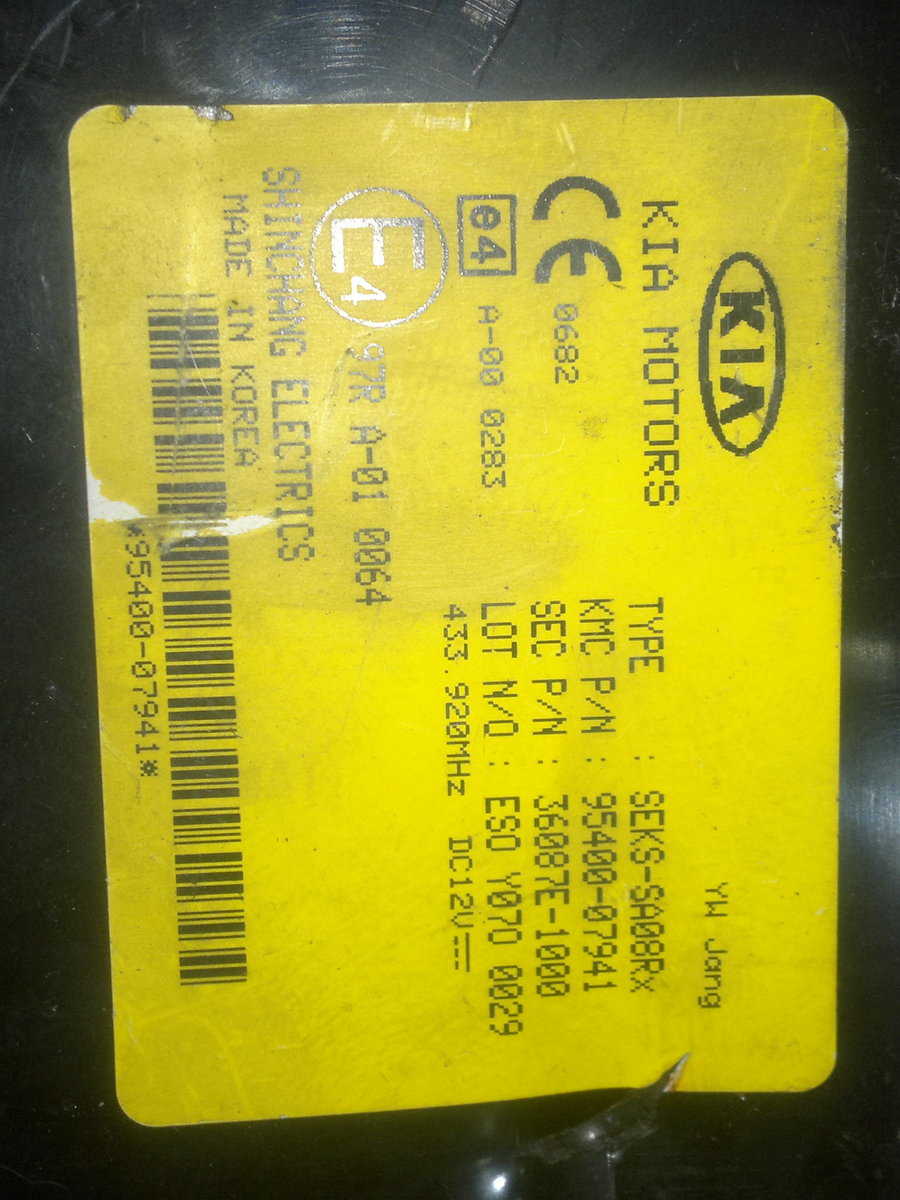 KIA
YW Jang
KIA MOTORS
TYPE : SEKS-SA08Rx
CE 0682
KMC P/N : 95400-07941
SEC P/N : 36087E-1000
e4 A-00 0283
LOT N/O : ESO Y070 0029
433.920MHz DC12V
E4 97R A-01 0064
SHINCHANG ELECTRICS
MADE IN KOREA
*95400-07941*